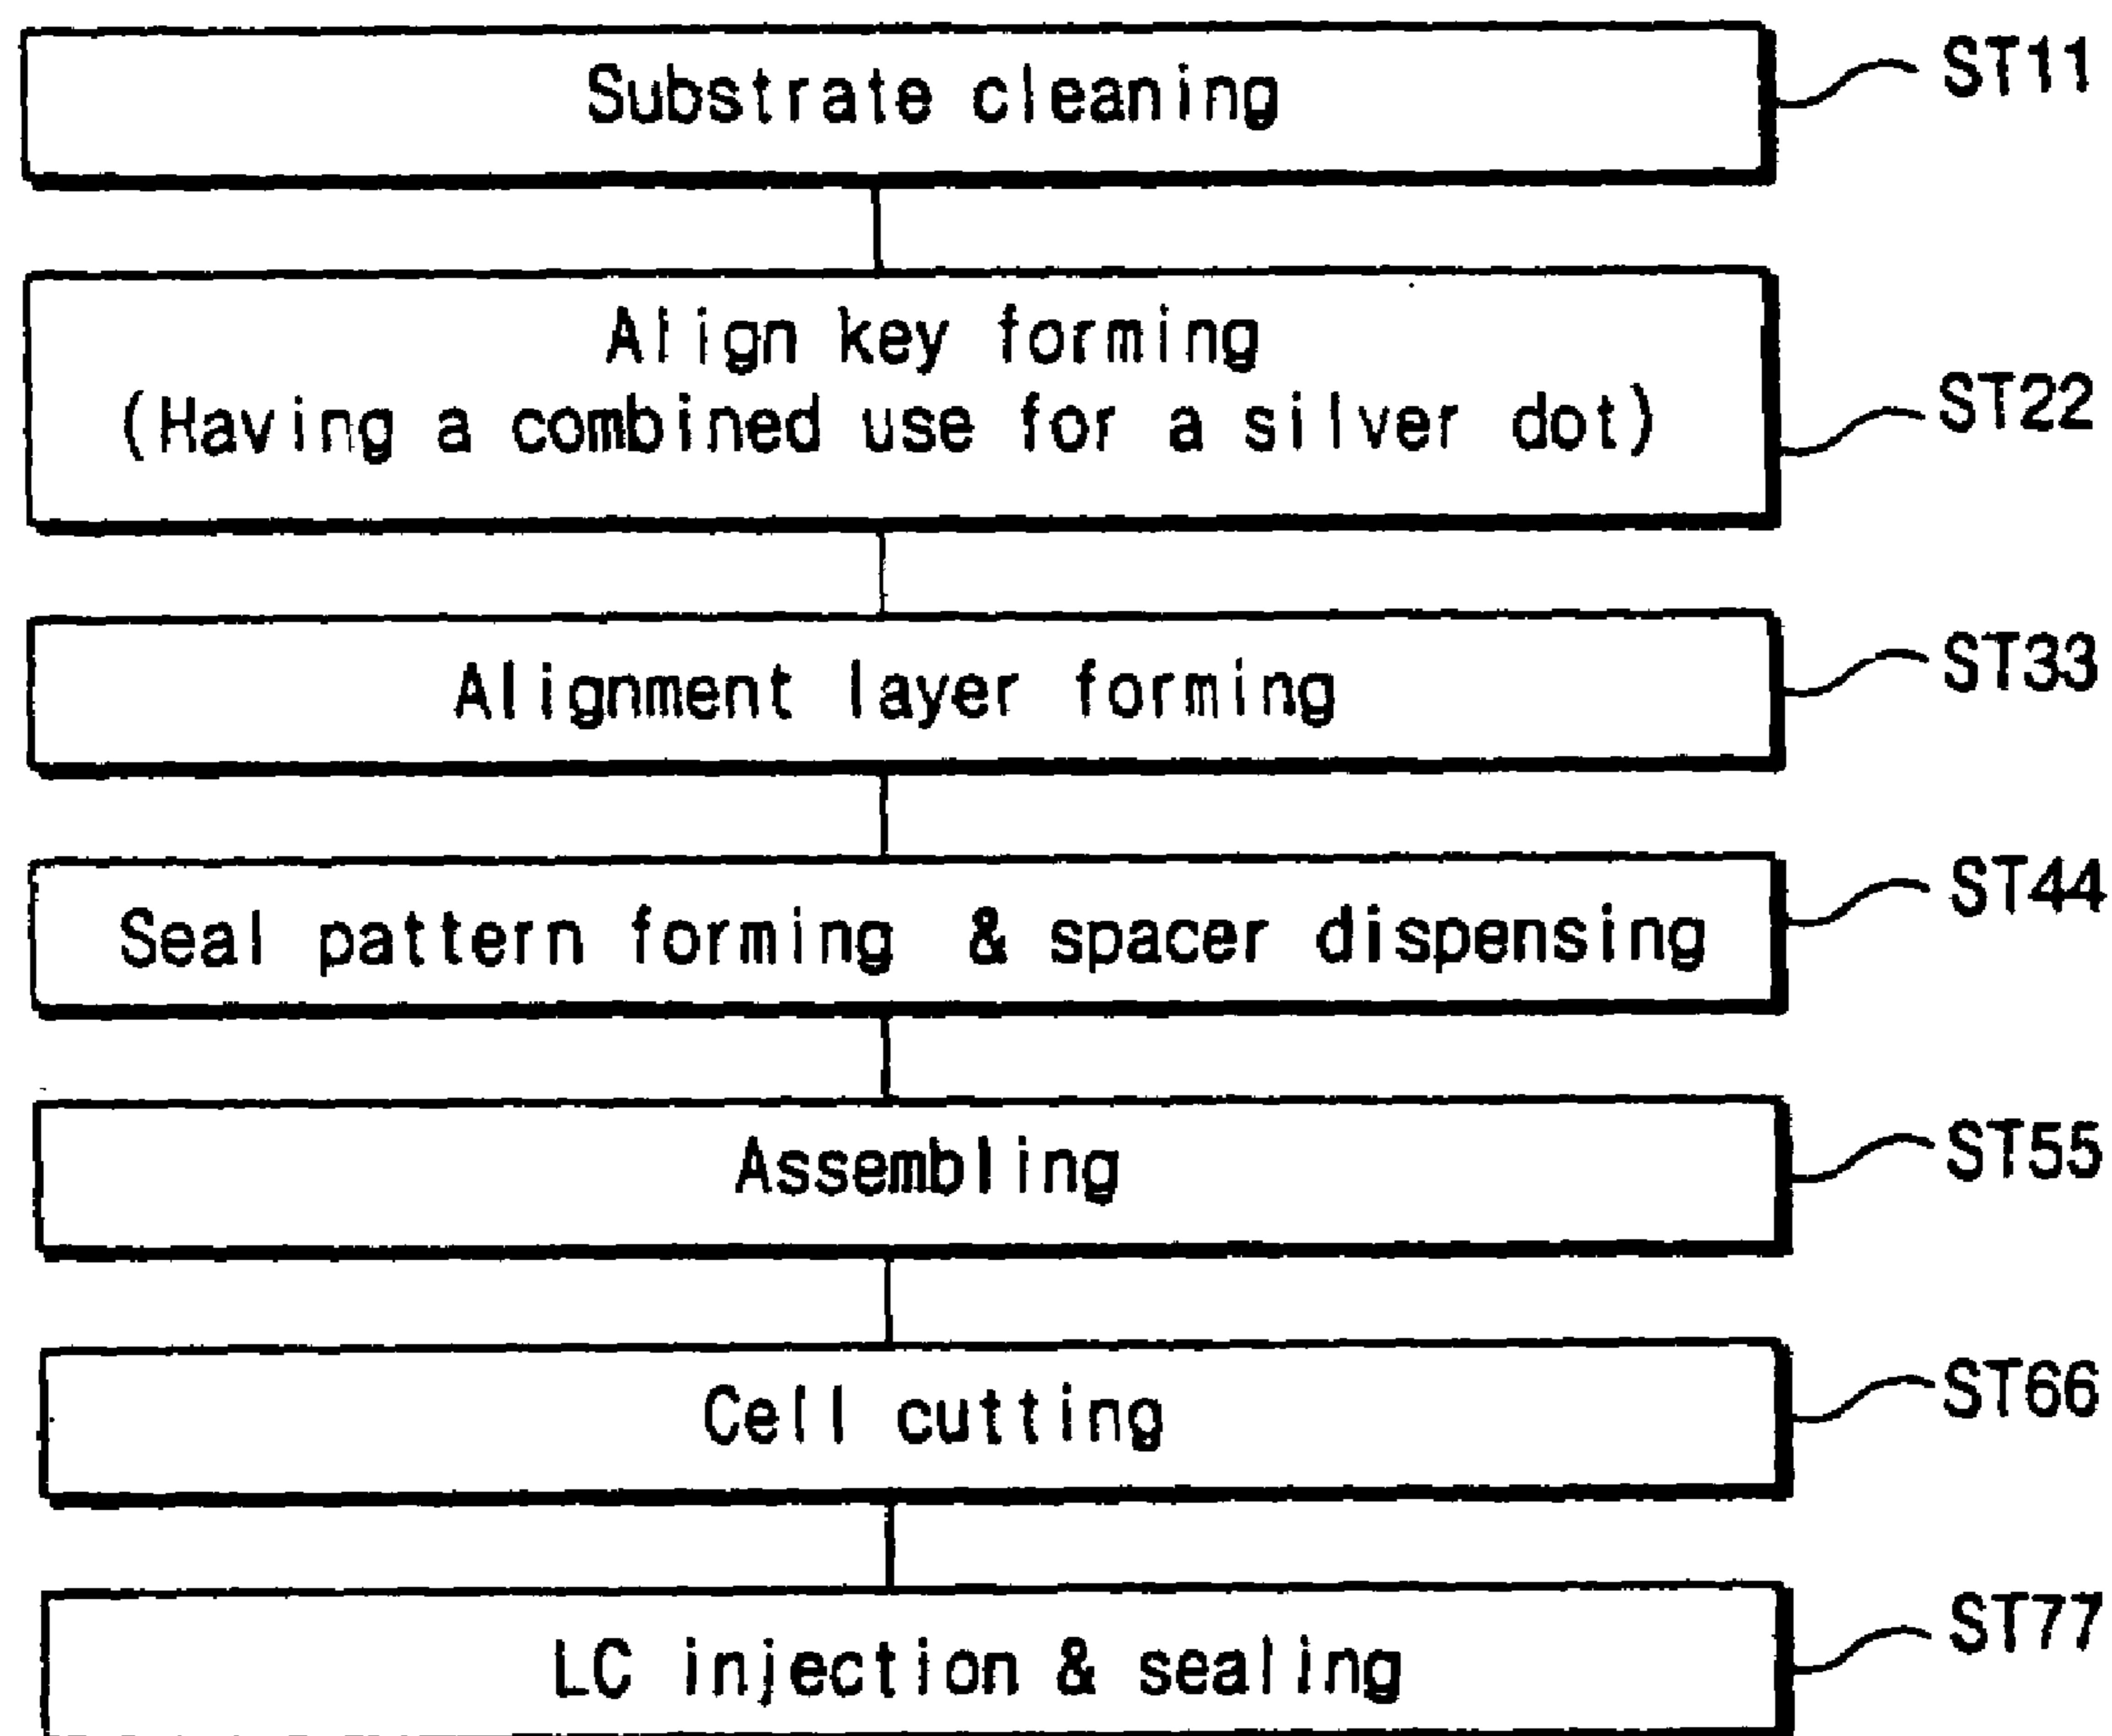 Substrate cleaning
ST11
Align key forming
(Having a combined use for a silver dot)
ST22
Alignment layer forming
ST33
Seal pattern forming & spacer dispensing
ST44
Assembling
ST55
Cell cutting
ST66
LC injection & sealing
ST77